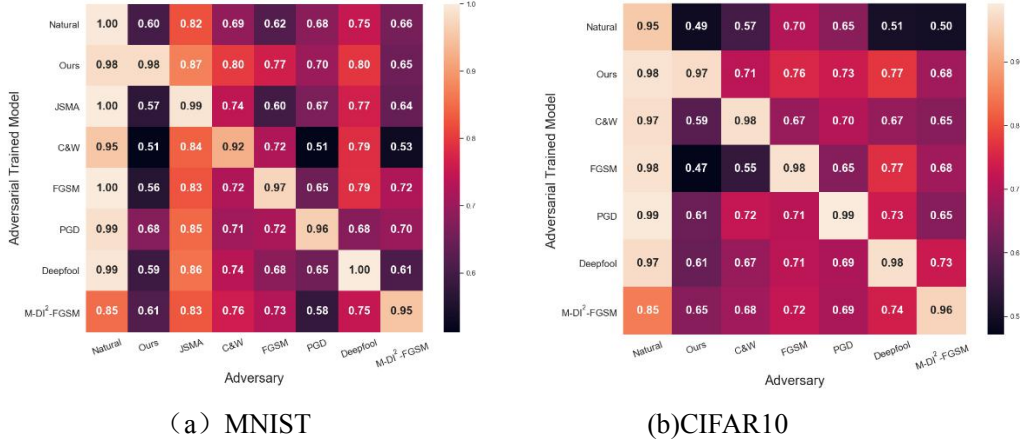 Adversarial Trained Model
Natural 1.00 0.60 0.82 0.69 0.62 0.68 0.75 0.66
Ours 0.98 0.98 0.87 0.80 0.77 0.70 0.80 0.65
JSMA 1.00 0.57 0.99 0.74 0.60 0.67 0.77 0.64
C&W 0.95 0.51 0.84 0.92 0.72 0.51 0.79 0.53
FGSM 1.00 0.56 0.83 0.72 0.97 0.65 0.79 0.72
PGD 0.99 0.68 0.85 0.71 0.72 0.96 0.68 0.70
Deepfool 0.99 0.59 0.86 0.74 0.68 0.65 1.00 0.61
M-DI²-FGSM 0.85 0.61 0.83 0.76 0.73 0.58 0.75 0.95
Natural Ours JSMA C&W FGSM PGD Deepfool M-DI²-FGSM
Adversary
1.0
0.9
0.8
0.7
0.6
(a) MNIST
Adversarial Trained Model
Natural 0.95 0.49 0.57 0.70 0.65 0.51 0.50
Ours 0.98 0.97 0.71 0.76 0.73 0.77 0.68
C&W 0.97 0.59 0.98 0.67 0.70 0.67 0.65
FGSM 0.98 0.47 0.55 0.98 0.65 0.77 0.68
PGD 0.99 0.61 0.72 0.71 0.99 0.73 0.65
Deepfool 0.97 0.61 0.67 0.71 0.69 0.98 0.73
M-DI²-FGSM 0.85 0.65 0.68 0.72 0.69 0.74 0.96
Natural Ours C&W FGSM PGD Deepfool M-DI²-FGSM
Adversary
0.9
0.8
0.7
0.6
0.5
(b)CIFAR10